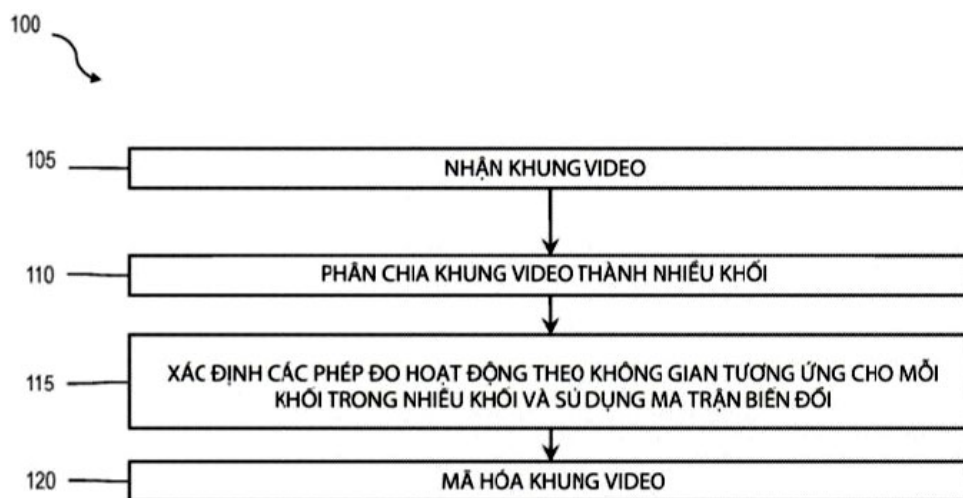 100
105
NHẬN KHUNG VIDEO
110
PHÂN CHIA KHUNG VIDEO THÀNH NHIỀU KHỐI
115
XÁC ĐỊNH CÁC PHÉP ĐO HOẠT ĐỘNG THEO KHÔNG GIAN TƯƠNG ỨNG CHO MỖI
KHỐI TRONG NHIỀU KHỐI VÀ SỬ DỤNG MA TRẬN BIẾN ĐỔI
120
MÃ HÓA KHUNG VIDEO